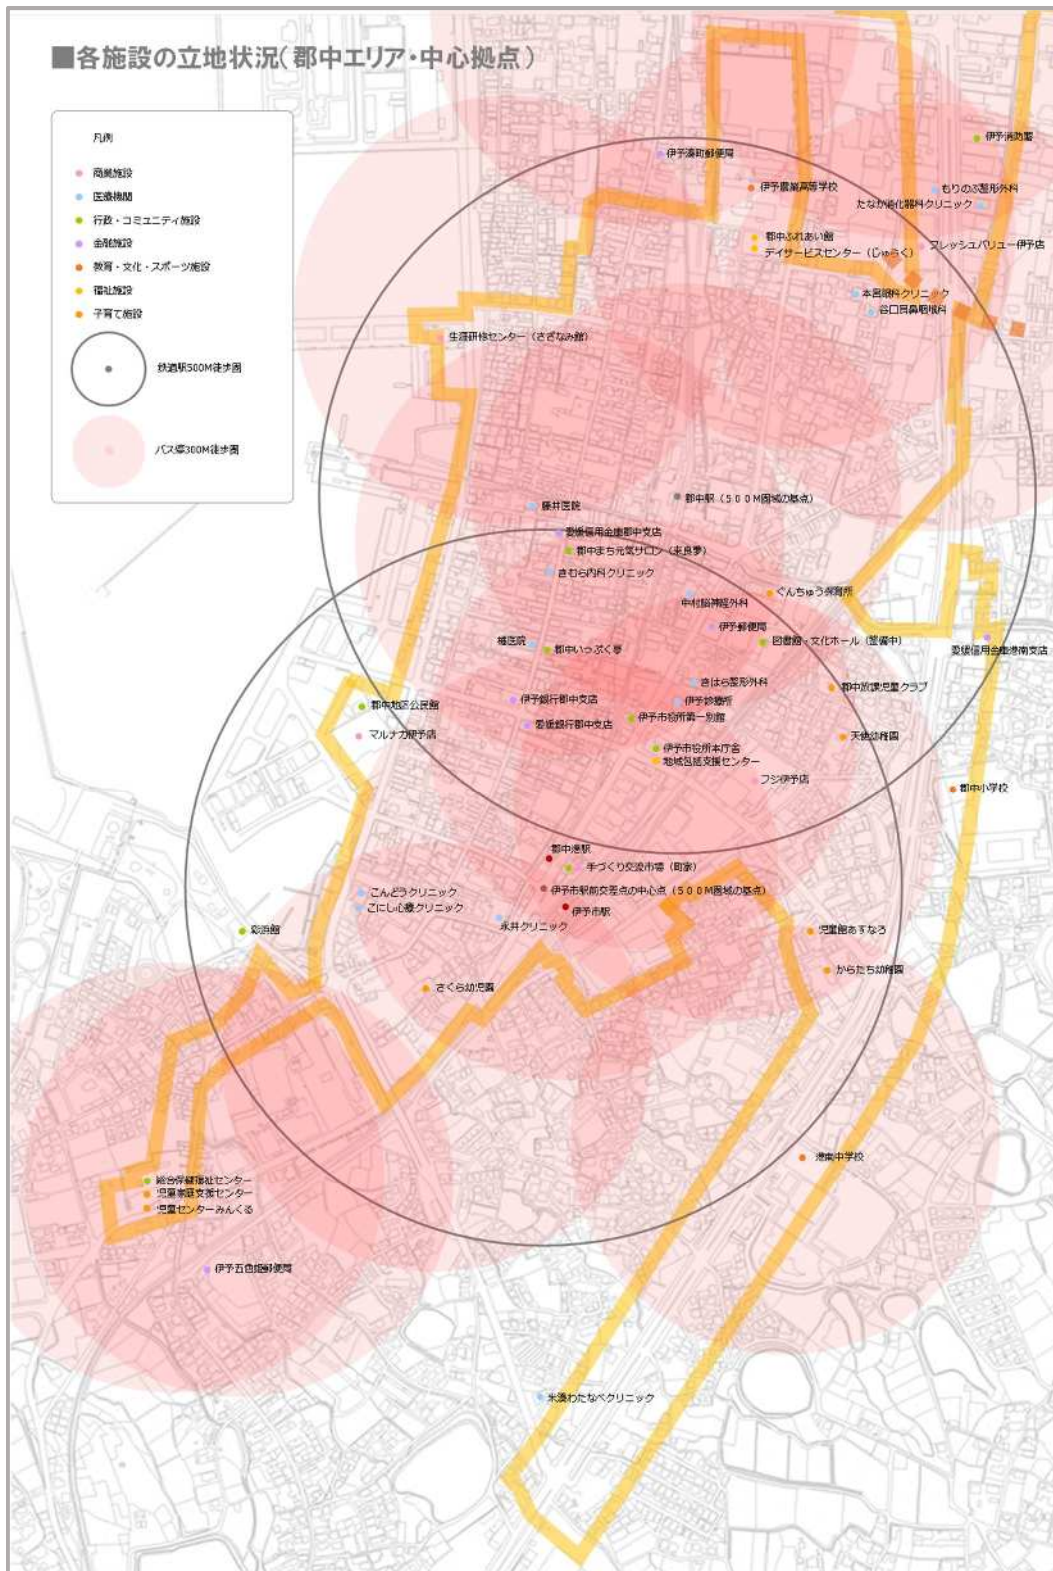 ■各施設の立地状況(郡中エリア・中心拠点)
凡例
商業施設
医療機関
行政・コミュニティ施設
金融施設
教育・文化・スポーツ施設
福祉施設
子育て施設
鉄道駅500M徒歩圏
バス停300M徒歩圏
伊予消防署
伊予湊町郵便局
伊予農業高等学校
もりのぶ整形外科
たなか消化器科クリニック
郡中ふれあい館
デイサービスセンター(じゅらく)
フレッシュバリュー伊予店
本宮眼科クリニック
谷口耳鼻咽喉科
生涯研修センター(さざなみ館)
郡中駅(500M圏域の基点)
藤井医院
愛媛信用金庫郡中支店
郡中まち元気サロン(来良夢)
きむら内科クリニック
中村脳神経外科
ぐんちゅう保育所
伊予郵便局
図書館・文化ホール(整備中)
愛媛信用金庫港南支店
郡中いっぷく亭
きはら整形外科
郡中放課児童クラブ
伊予銀行郡中支店
伊予診療所
郡中地区公民館
伊予市役所第一別館
愛媛銀行郡中支店
マルナカ伊予店
天使幼稚園
伊予市役所本庁舎
地域包括支援センター
フジ伊予店
郡中小学校
郡中港駅
手づくり交流市場(町家)
こんどうクリニック
伊予市駅前交差点の中心点(500M圏域の基点)
こにし心療クリニック
伊予市駅
永井クリニック
彩浜館
児童館あすなろ
からたち幼稚園
さくら幼児園
港南中学校
総合保健福祉センター
児童家庭支援センター
児童センターみんくる
伊予五色姫郵便局
米湊わたなべクリニック